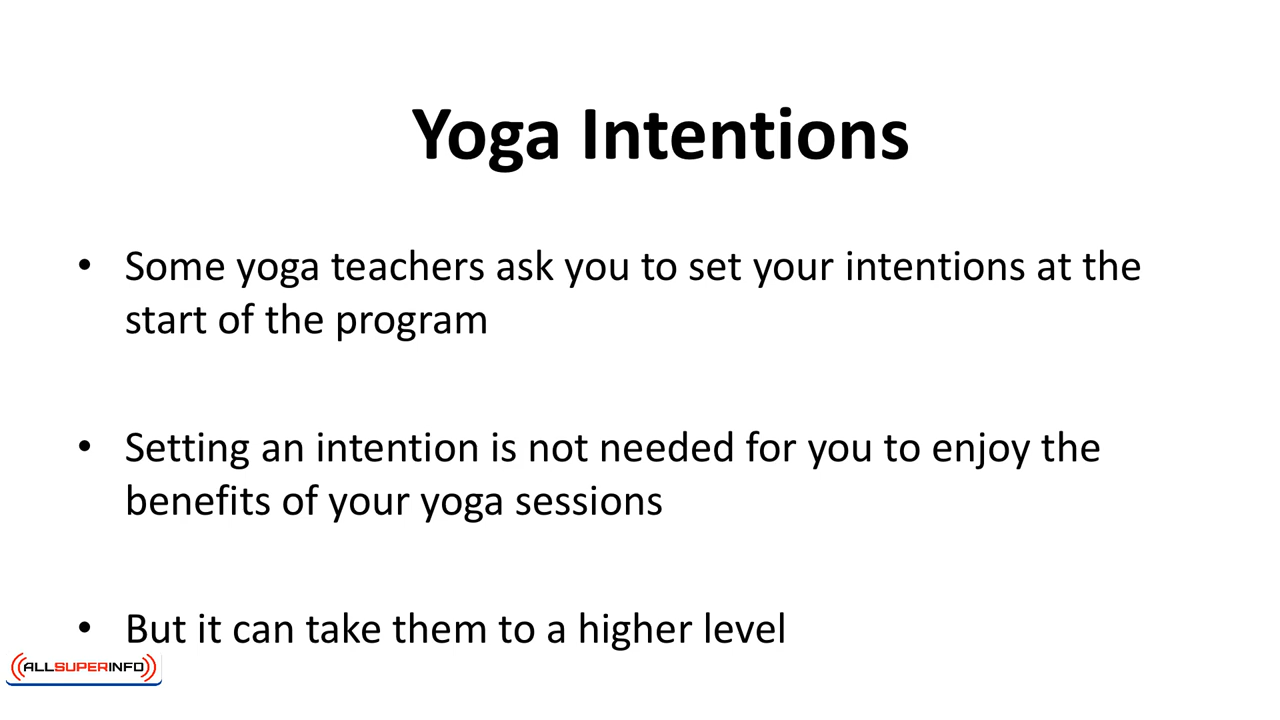 Yoga Intentions
• Some yoga teachers ask you to set your intentions at the
start of the program
• Setting an intention is not needed for you to enjoy the
benefits of your yoga sessions
• But it can take them to a higher level
ALLSUPERINFO